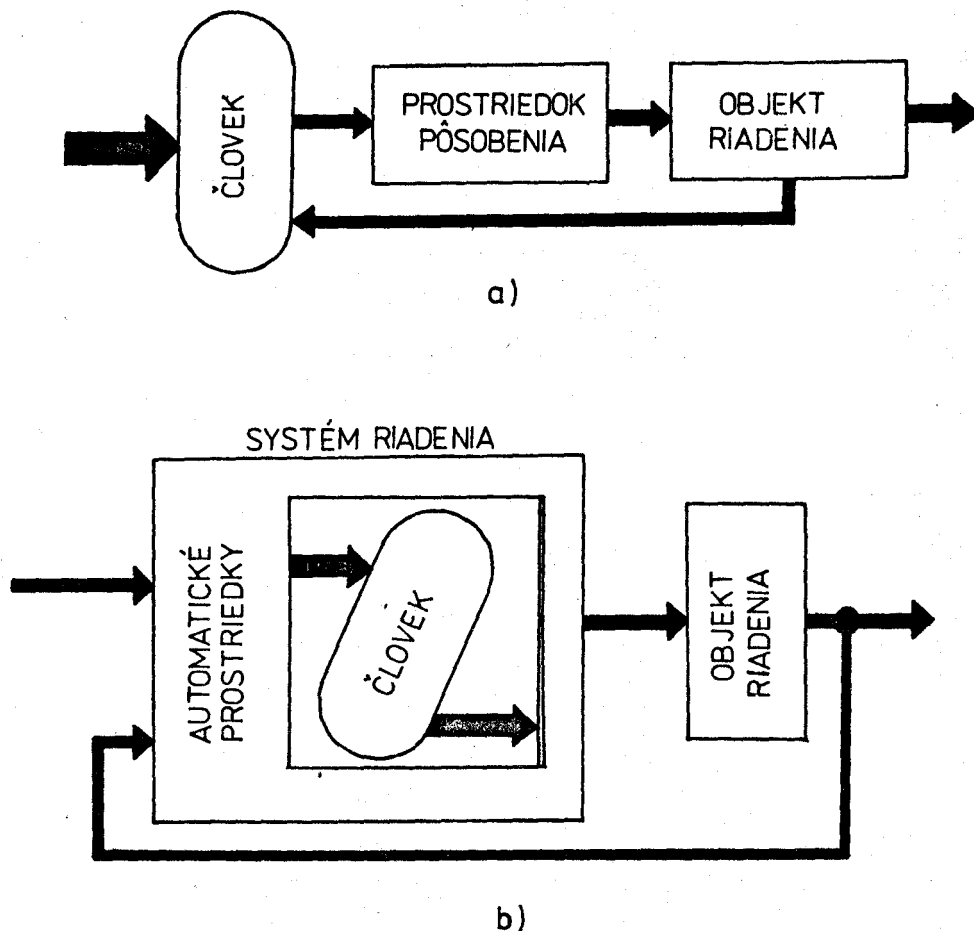 ČLOVEK
PROSTRIEDOK
PÔSOBENIA
OBJEKT
RIADENIA
a)
SYSTÉM RIADENIA
AUTOMATICKÉ
PROSTRIEDKY
ČLOVEK
OBJEKT
RIADENIA
b)